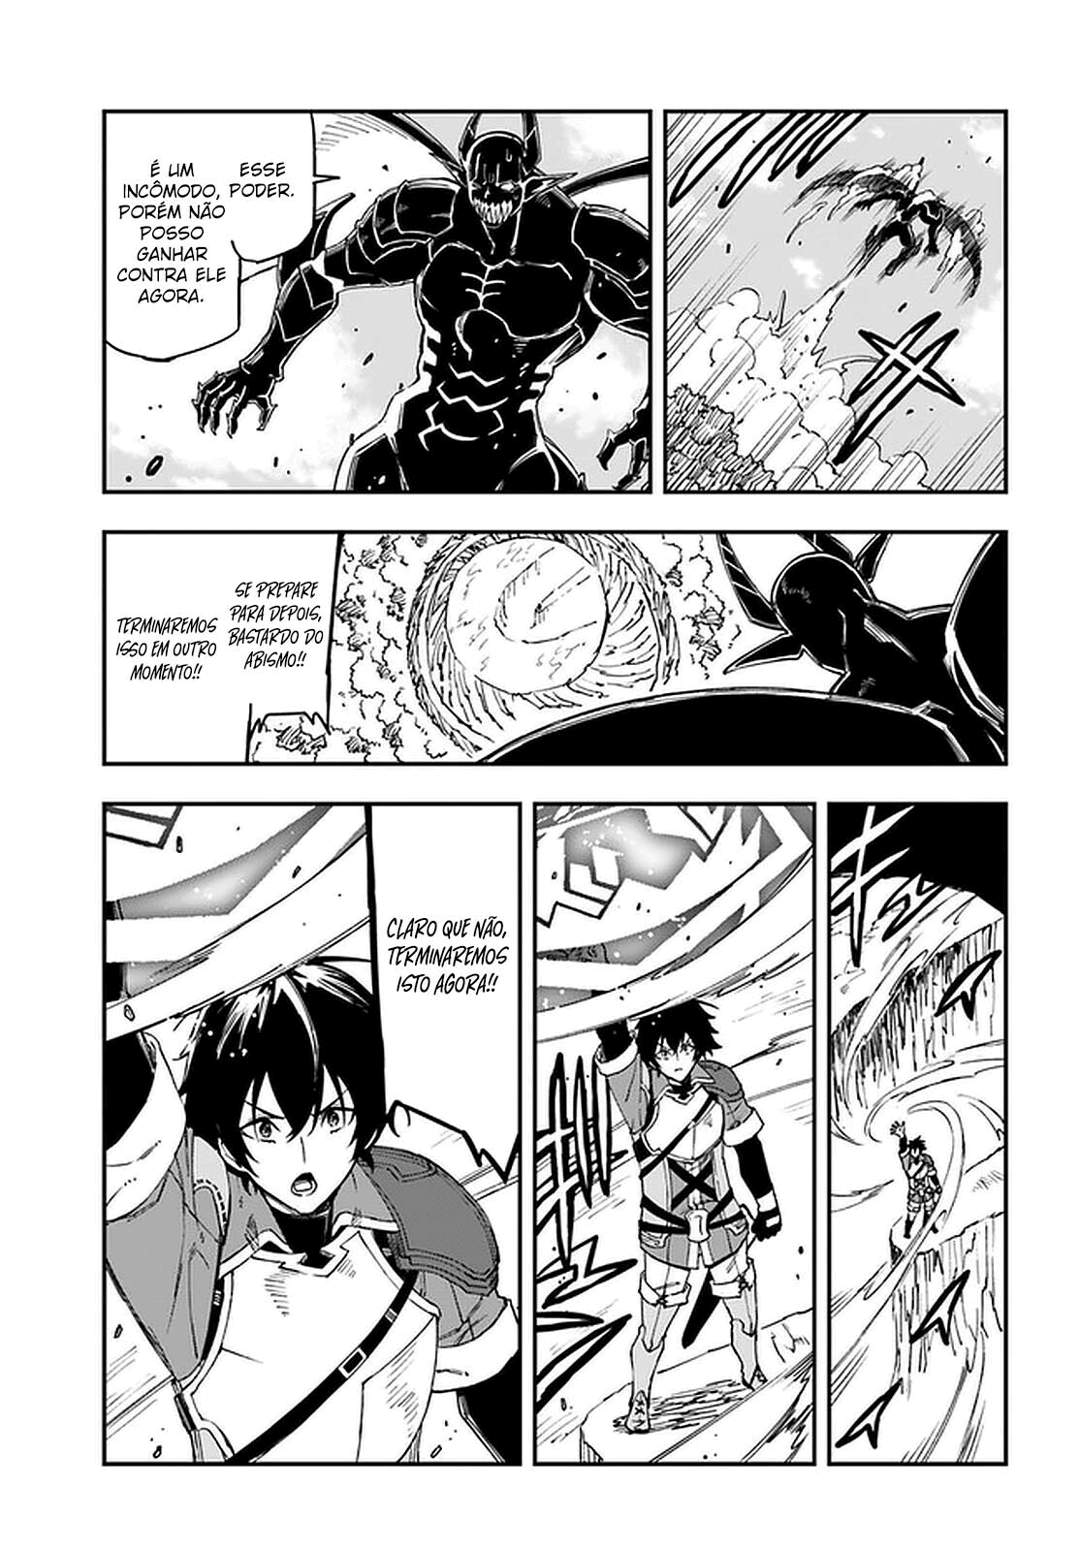 ESSE
PODER.
É UM
INCÔMODO,
PORÉM NÃO
POSSO
GANHAR
CONTRA ELE
AGORA.
SE PREPARE
PARA DEPOIS,
BASTARDO DO
ABISMO!!
TERMINAREMOS
ISSO EM OUTRO
MOMENTO!!
CLARO QUE NÃO,
TERMINAREMOS
ISTO AGORA!!